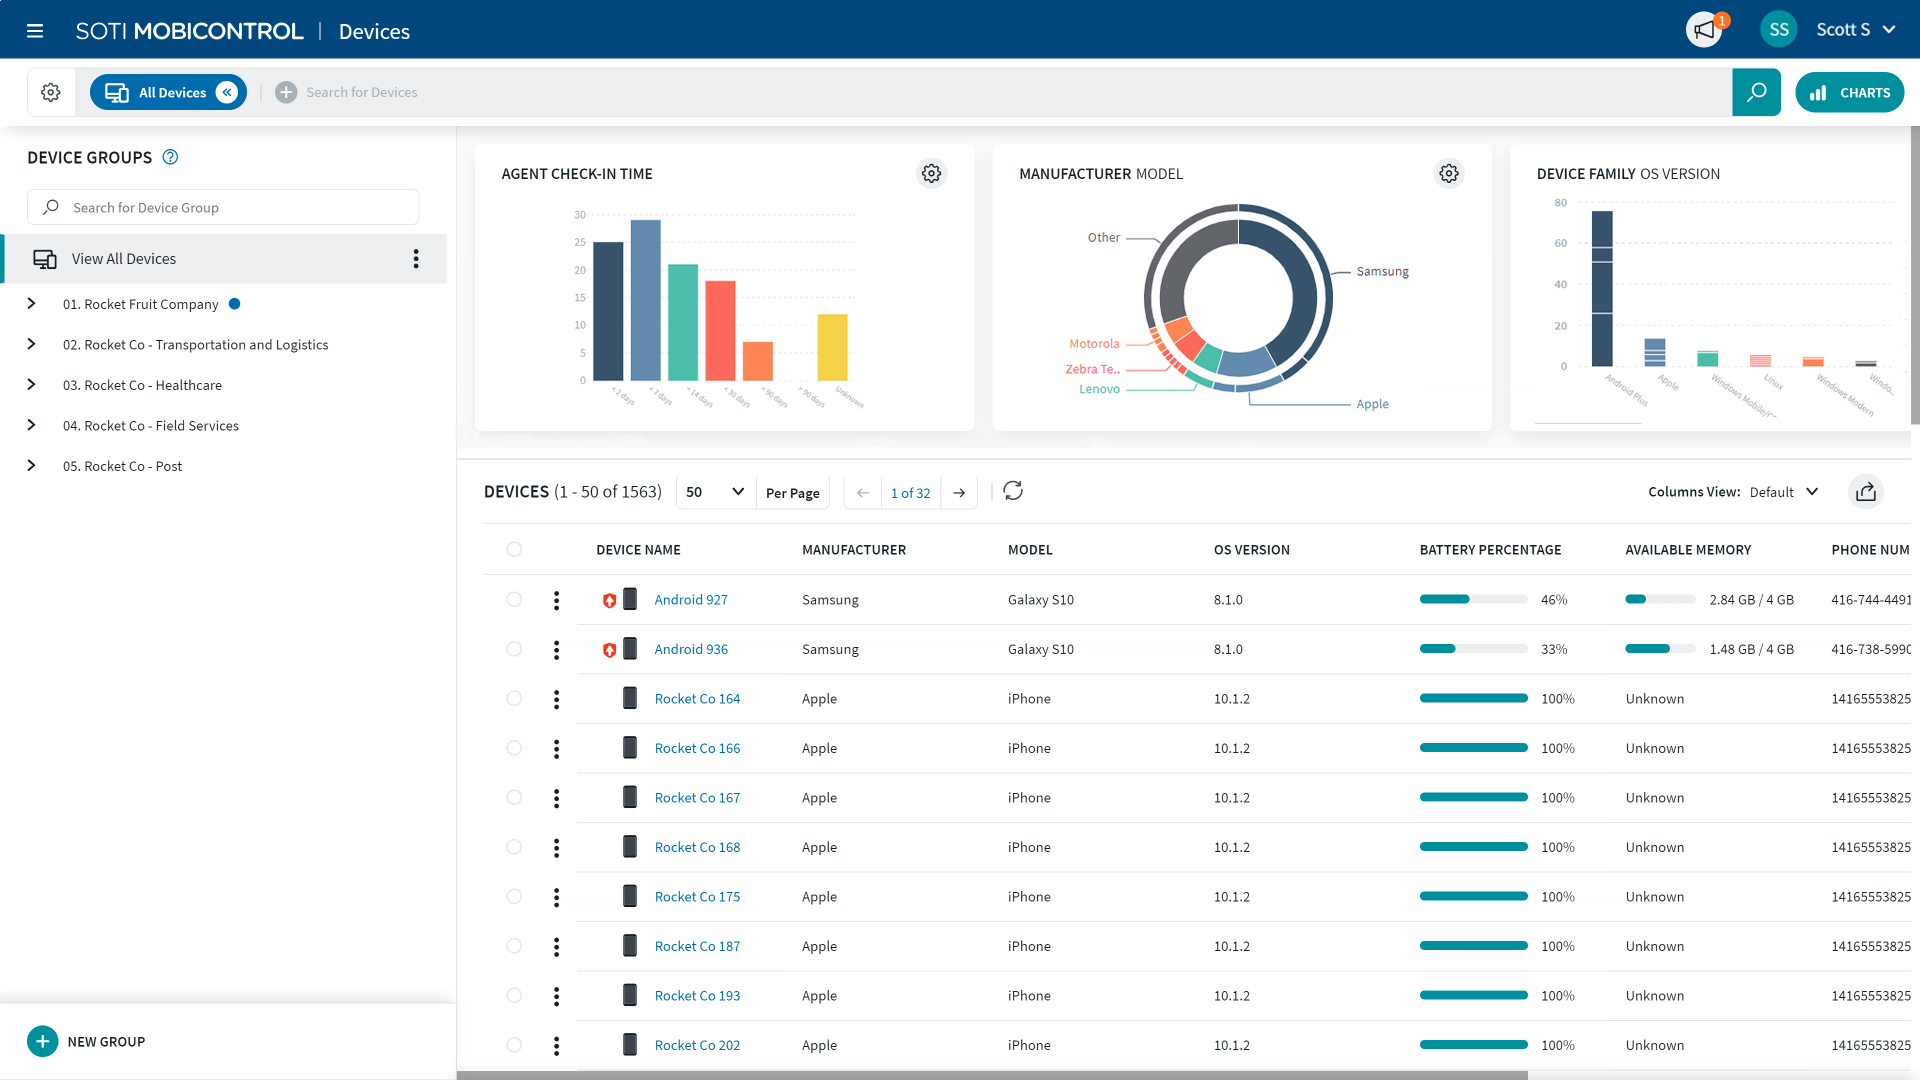 SOTI MOBICONTROL | Devices
1
SS
Scott S
All Devices
Search for Devices
CHARTS
DEVICE GROUPS
Search for Device Group
View All Devices
01. Rocket Fruit Company
02. Rocket Co - Transportation and Logistics
03. Rocket Co - Healthcare
04. Rocket Co - Field Services
05. Rocket Co - Post
NEW GROUP
AGENT CHECK-IN TIME
30
25
20
15
10
5
0
< 2 days
< 7 days
< 14 days
< 30 days
< 90 days
> 90 days
Unknown
MANUFACTURER MODEL
Other
Samsung
Motorola
Zebra Te..
Lenovo
Apple
DEVICE FAMILY OS VERSION
80
60
40
20
0
Android Plus
Apple
Windows Mobile/C
Linux
Windows Modern
Windo..
DEVICES (1 - 50 of 1563)
50
Per Page
1 of 32
Columns View: Default
DEVICE NAME MANUFACTURER MODEL OS VERSION BATTERY PERCENTAGE AVAILABLE MEMORY PHONE NUM
Android 927 Samsung Galaxy S10 8.1.0 46% 2.84 GB / 4 GB 416-744-4491
Android 936 Samsung Galaxy S10 8.1.0 33% 1.48 GB / 4 GB 416-738-5990
Rocket Co 164 Apple iPhone 10.1.2 100% Unknown 14165553825
Rocket Co 166 Apple iPhone 10.1.2 100% Unknown 14165553825
Rocket Co 167 Apple iPhone 10.1.2 100% Unknown 14165553825
Rocket Co 168 Apple iPhone 10.1.2 100% Unknown 14165553825
Rocket Co 175 Apple iPhone 10.1.2 100% Unknown 14165553825
Rocket Co 187 Apple iPhone 10.1.2 100% Unknown 14165553825
Rocket Co 193 Apple iPhone 10.1.2 100% Unknown 14165553825
Rocket Co 202 Apple iPhone 10.1.2 100% Unknown 14165553825